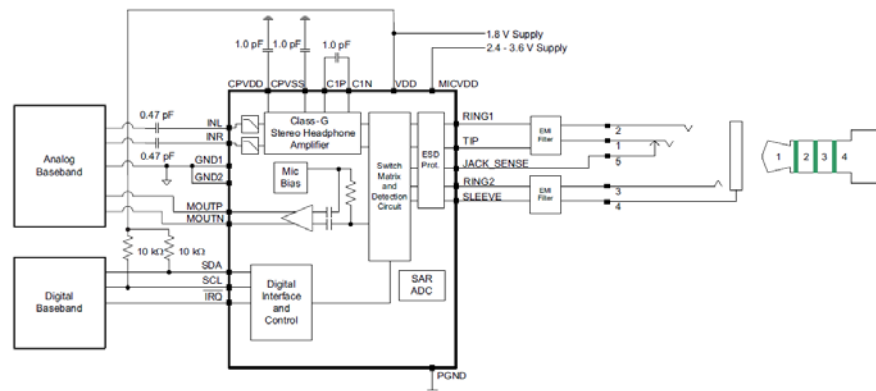 1.8 V Supply
2.4 - 3.6 V Supply
1.0 pF 1.0 pF 1.0 pF
CPVDD CPVSS C1P C1N VDD MICVDD
0.47 pF
INL
INR
0.47 pF
GND1
GND2
Analog
Baseband
MOUTP
MOUTN
Class-G
Stereo Headphone
Amplifier
Mic
Bias
Switch
Matrix
and
Detection
Circuit
ESD
Prot.
RING1
TIP
JACK_SENSE
RING2
SLEEVE
EMI
Filter
EMI
Filter
2
1
5
3
4
1 2 3 4
10 kΩ 10 kΩ
SDA
SCL
IRQ
Digital
Baseband
Digital
Interface
and
Control
SAR
ADC
PGND